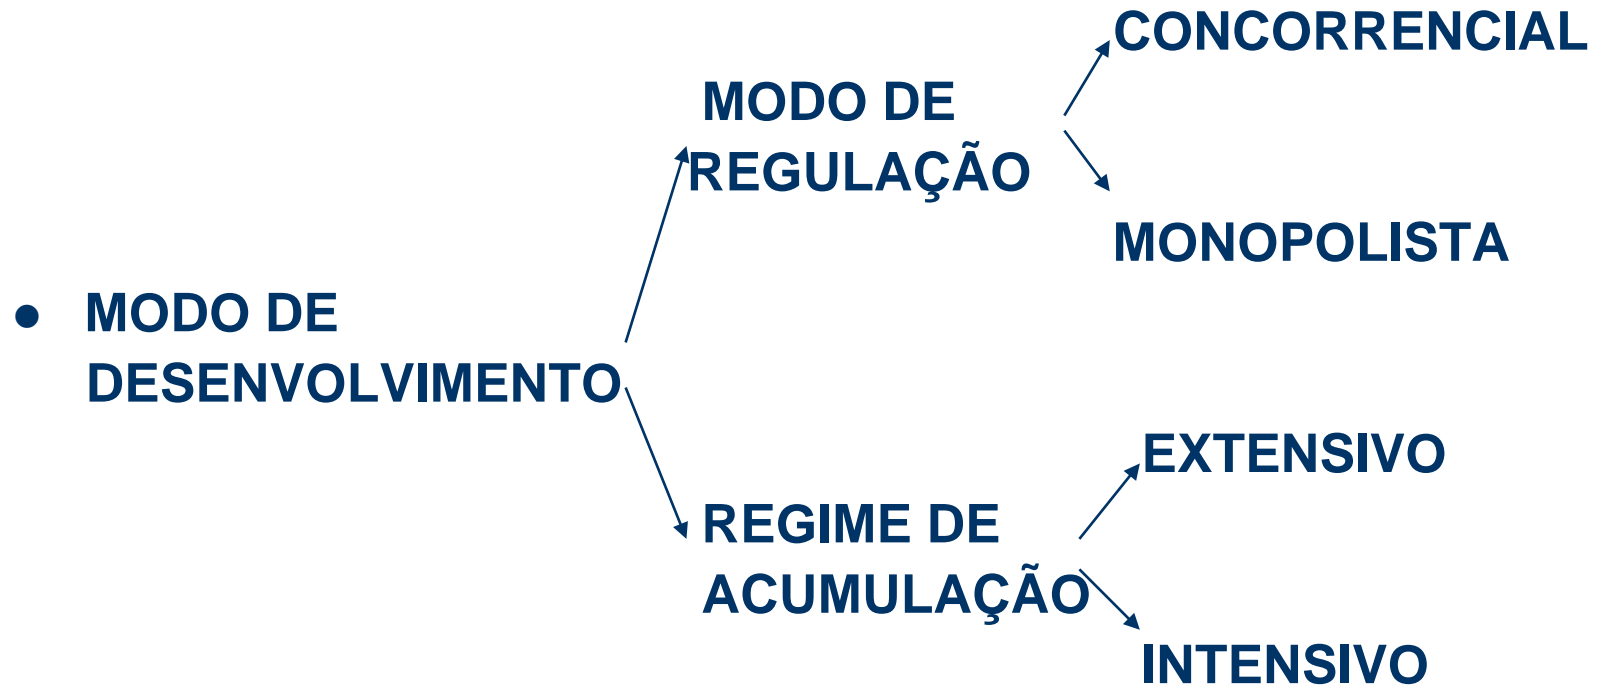 CONCORRENCIAL
MODO DE
REGULAÇÃO
MONOPOLISTA
● MODO DE
DESENVOLVIMENTO
EXTENSIVO
REGIME DE
ACUMULAÇÃO
INTENSIVO